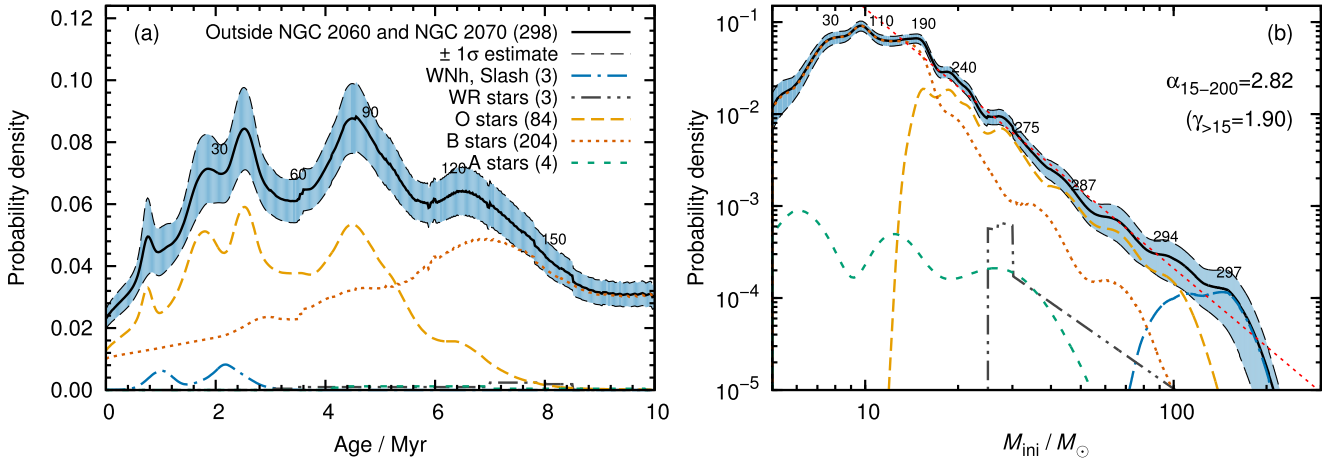 (a)
Outside NGC 2060 and NGC 2070 (298)
± 1σ estimate
WNh, Slash (3)
WR stars (3)
O stars (84)
B stars (204)
A stars (4)
30
60
90
120
150
0.12
0.10
0.08
0.06
0.04
0.02
0.00
Probability density
0 2 4 6 8 10
Age / Myr
(b)
α15−200=2.82
(γ>15=1.90)
30 110 190
240
275
287
294
297
10−1
10−2
10−3
10−4
10−5
Probability density
10 100
Mini / M⊙